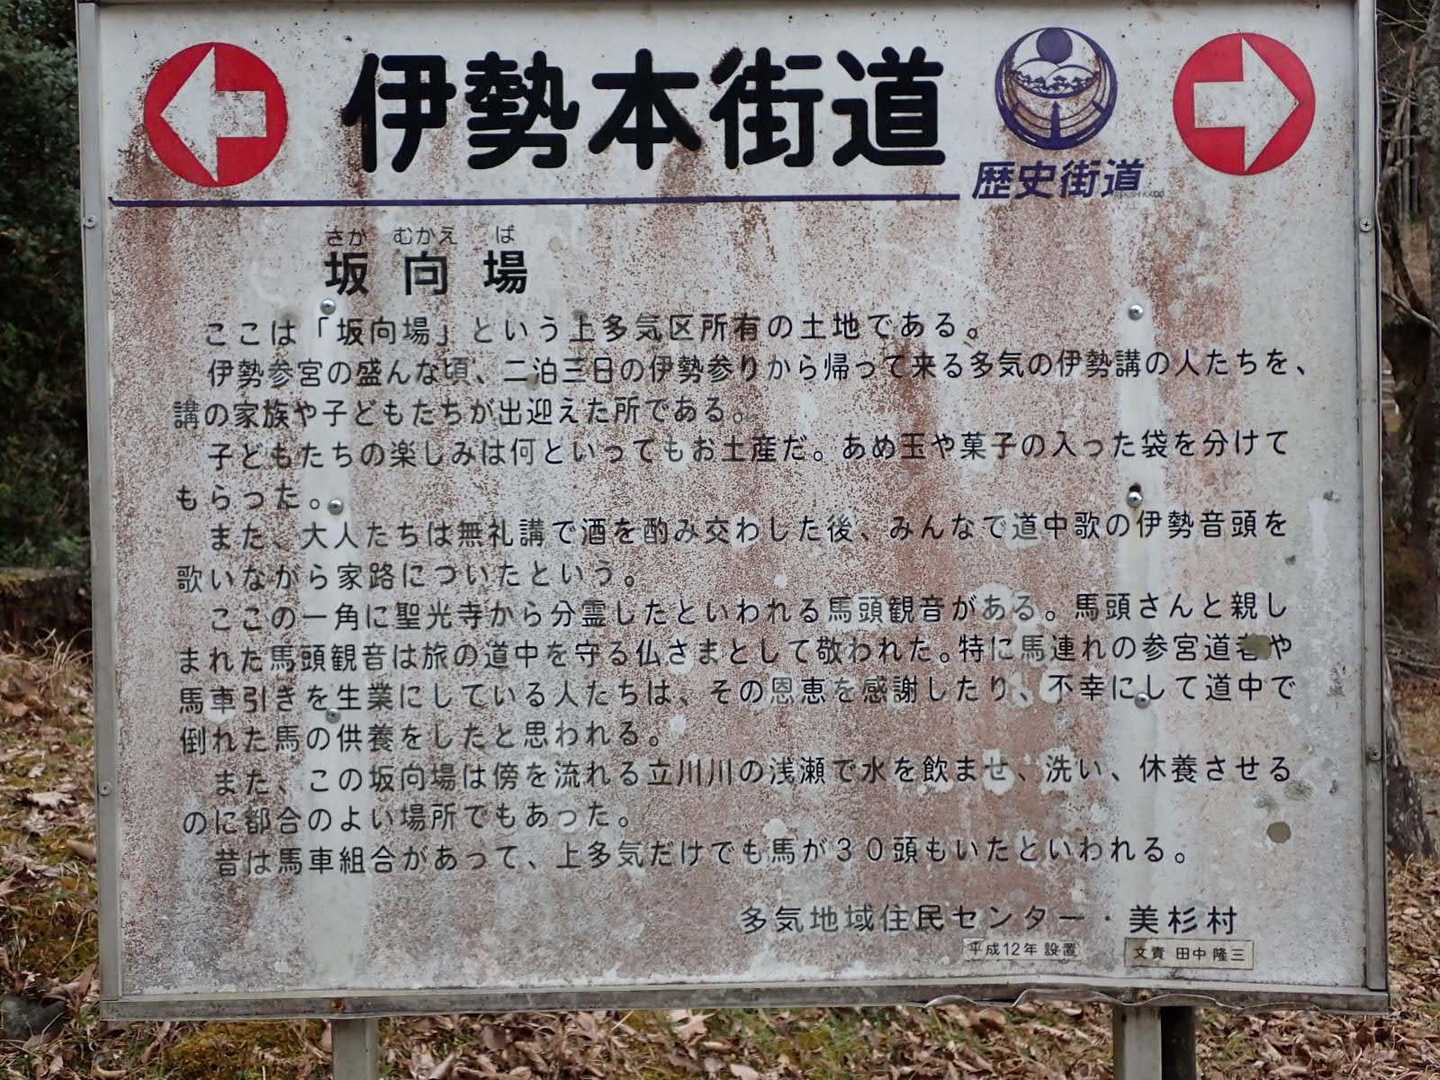 伊勢本街道
歴史街道
さか むかえ ば
坂向場
ここは「坂向場」という上多気区所有の土地である。
伊勢参宮の盛んな頃、二泊三日の伊勢参りから帰って来る多気の伊勢講の人たちを、
講の家族や子どもたちが出迎えた所である。
子どもたちの楽しみは何といってもお土産だ。あめ玉や菓子の入った袋を分けて
もらった。
また、大人たちは無礼講で酒を酌み交わした後、みんなで道中歌の伊勢音頭を
歌いながら家路についたという。
ここの一角に聖光寺から分霊したといわれる馬頭観音がある。馬頭さんと親し
まれた馬頭観音は旅の道中を守る仏さまとして敬われた。特に馬連れの参宮道者や
馬車引きを生業にしている人たちは、その恩恵を感謝したり、不幸にして道中で
倒れた馬の供養をしたと思われる。
また、この坂向場は傍を流れる立川川の浅瀬で水を飲ませ、洗い、休養させる
のに都合のよい場所でもあった。
昔は馬車組合があって、上多気だけでも馬が30頭もいたといわれる。
多気地域住民センター・美杉村
平成12年 設置
文責 田中 隆三